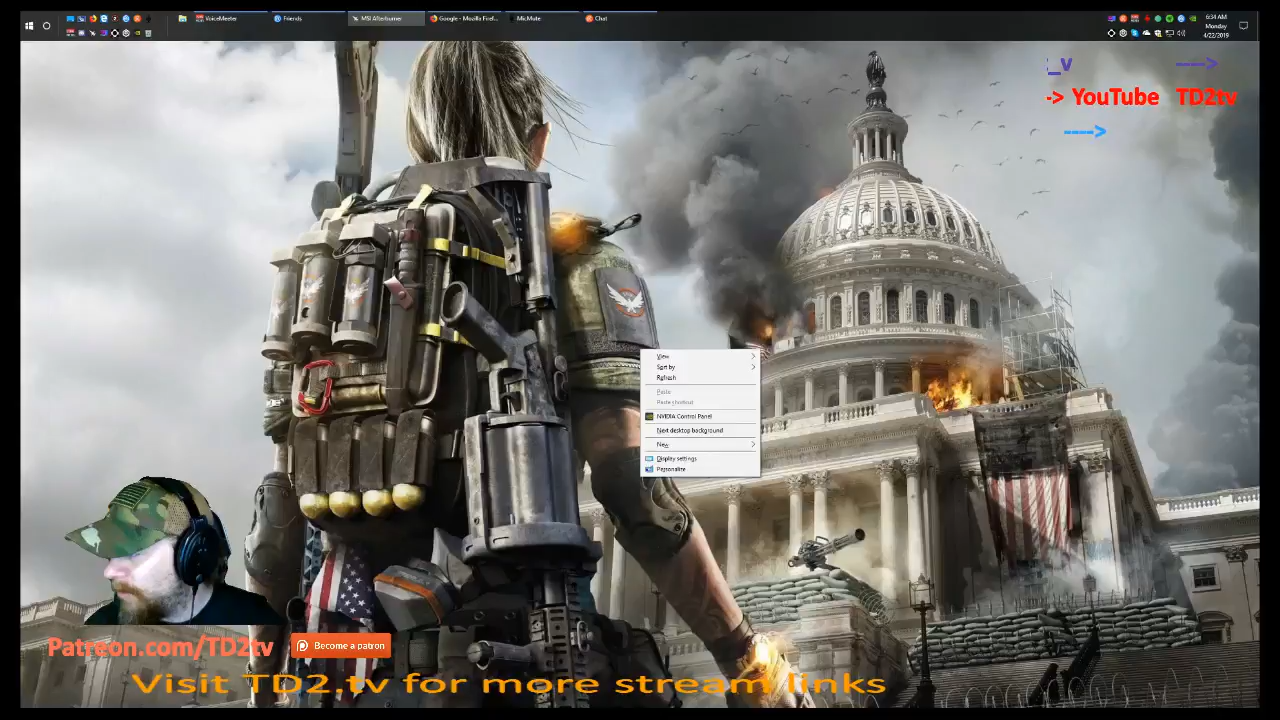 VoiceMeeter
Friends
MSI Afterburner
Google - Mozilla Firef...
MicMute
Chat
6:34 AM
Monday
4/22/2019
_v ---->
-> YouTube TD2tv
---->
View
Sort by
Refresh
Paste
Paste shortcut
NVIDIA Control Panel
Next desktop background
New
Display settings
Personalize
Patreon.com/TD2tv
Become a patron
Visit TD2.tv for more stream links